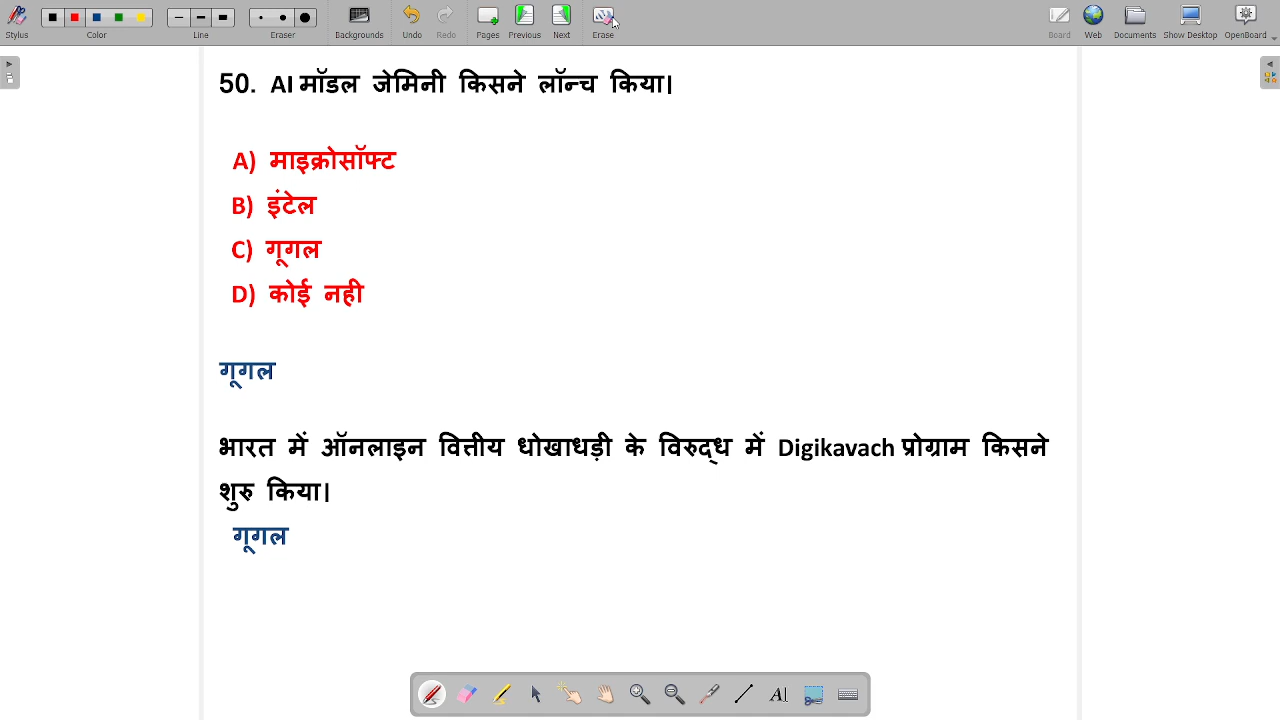 Stylus
Color
Line
Eraser
Backgrounds
Undo
Redo
Pages
Previous
Next
Erase
Board
Web
Documents
Show Desktop
OpenBoard
50. AI मॉडल जेमिनी किसने लॉन्च किया।
A) माइक्रोसॉफ्ट
B) इंटेल
C) गूगल
D) कोई नही
गूगल
भारत में ऑनलाइन वित्तीय धोखाधड़ी के विरुद्ध में Digikavach प्रोग्राम किसने
शुरु किया।
गूगल
AI